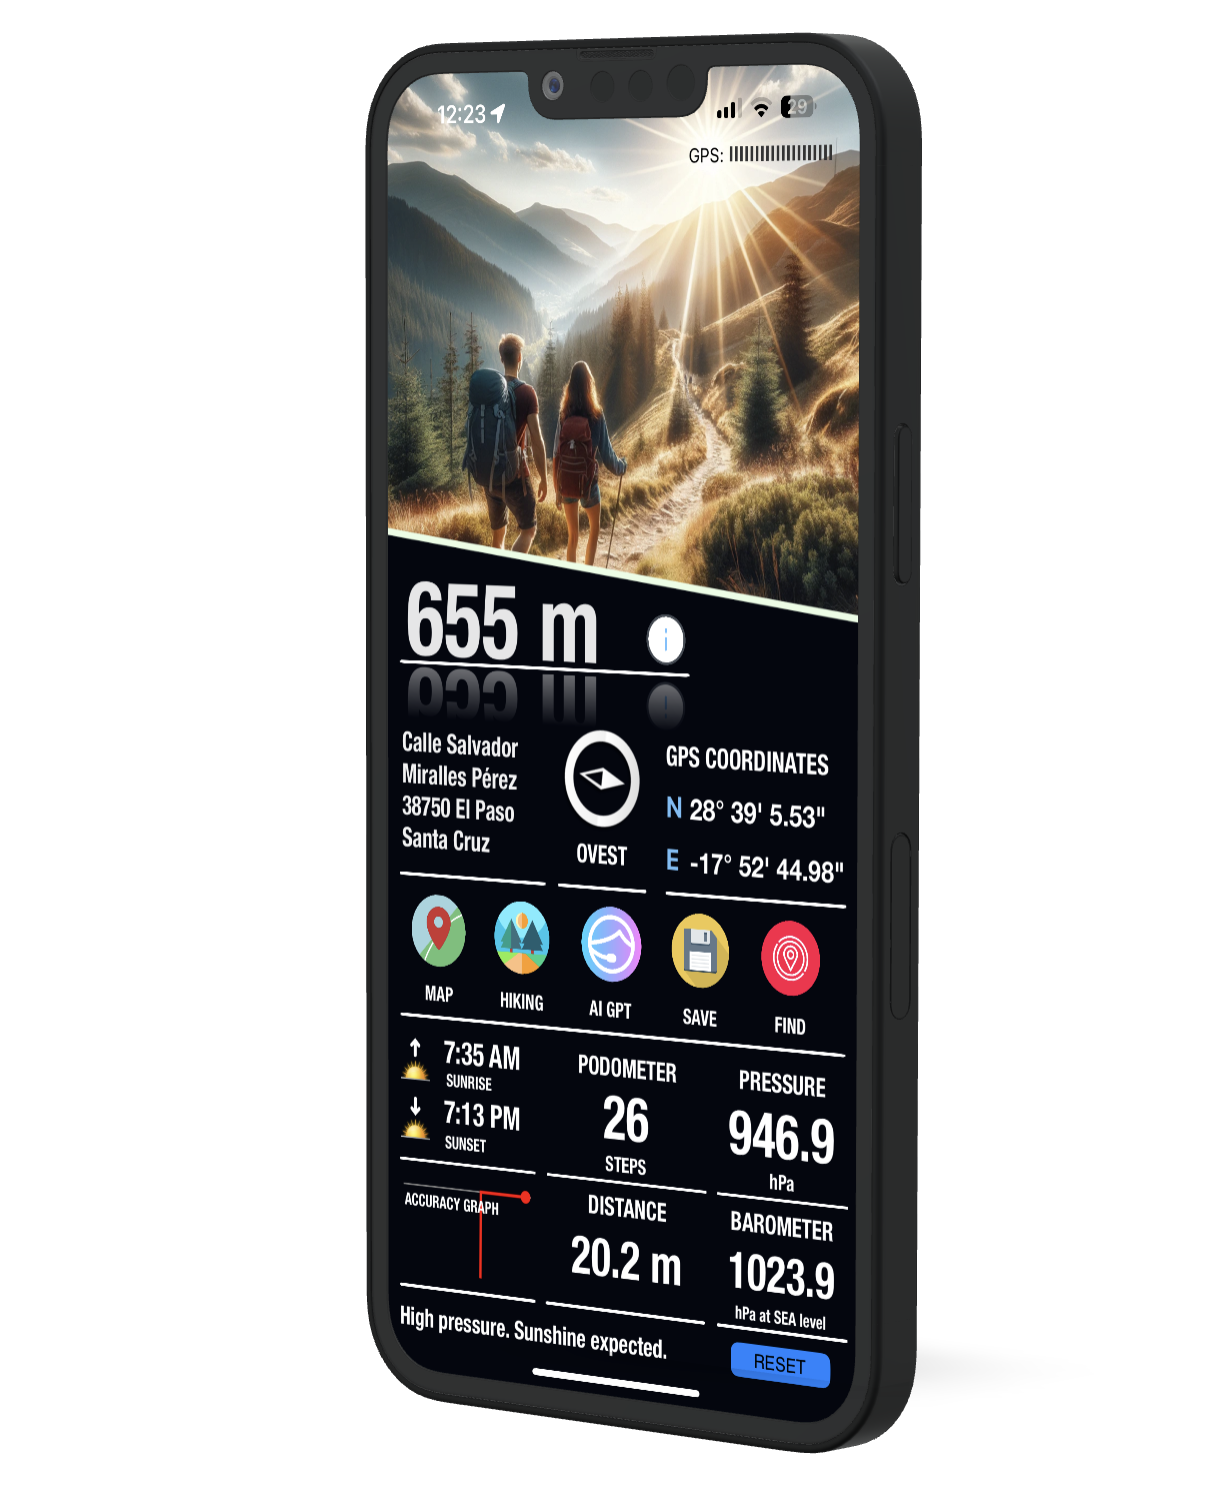 12:23
29
GPS:
655 m
i
Calle Salvador
Miralles Pérez
38750 El Paso
Santa Cruz
OVEST
GPS COORDINATES
N 28° 39' 5.53"
E -17° 52' 44.98"
MAP
HIKING
AI GPT
SAVE
FIND
7:35 AM
SUNRISE
7:13 PM
SUNSET
PODOMETER
26
STEPS
PRESSURE
946.9
hPa
ACCURACY GRAPH
DISTANCE
20.2 m
BAROMETER
1023.9
hPa at SEA level
High pressure. Sunshine expected.
RESET